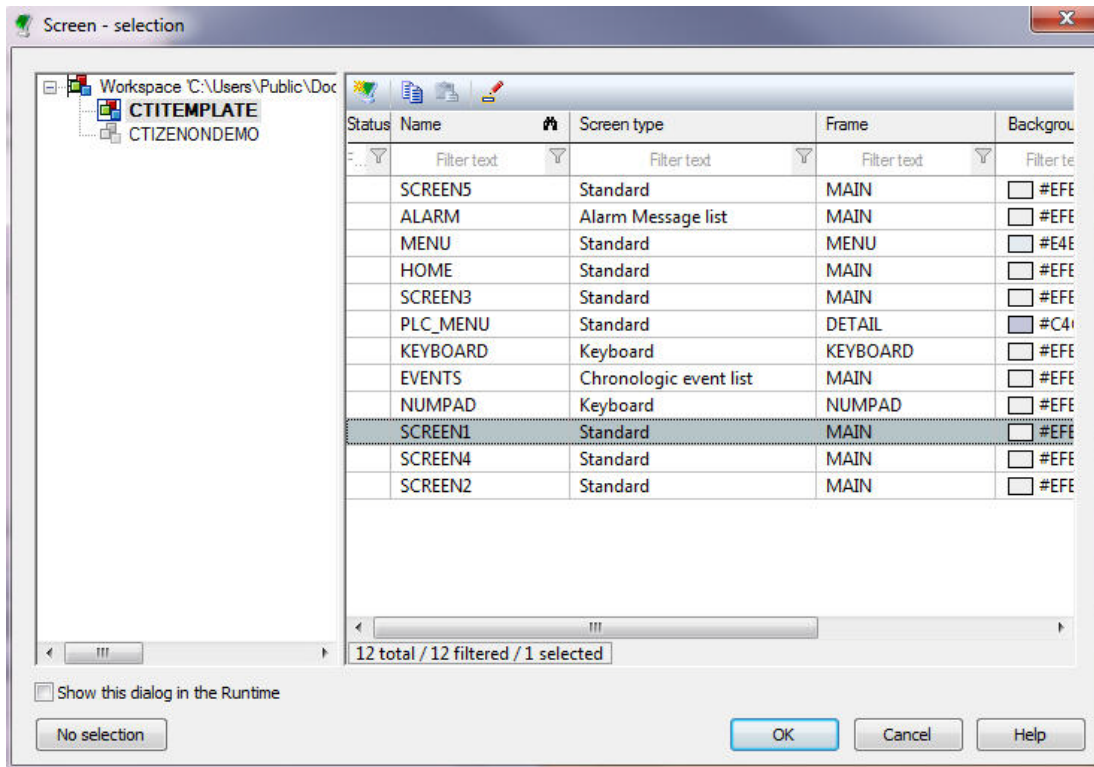 Screen - selection
Workspace 'C:\Users\Public\Doc
CTITEMPLATE
CTIZENONDEMO
Status Name Screen type Frame Backgrou
F... Filter text Filter text Filter text Filter te
SCREEN5 Standard MAIN #EFE
ALARM Alarm Message list MAIN #EFE
MENU Standard MENU #E4E
HOME Standard MAIN #EFE
SCREEN3 Standard MAIN #EFE
PLC_MENU Standard DETAIL #C4
KEYBOARD Keyboard KEYBOARD #EFE
EVENTS Chronologic event list MAIN #EFE
NUMPAD Keyboard NUMPAD #EFE
SCREEN1 Standard MAIN #EFE
SCREEN4 Standard MAIN #EFE
SCREEN2 Standard MAIN #EFE
12 total / 12 filtered / 1 selected
Show this dialog in the Runtime
No selection OK Cancel Help